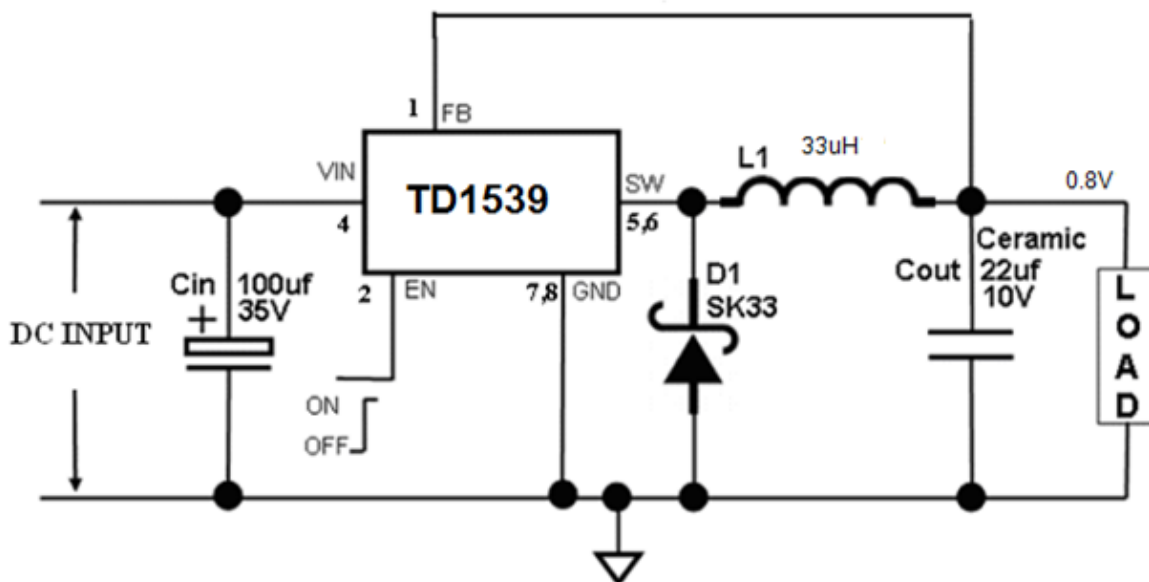 1 FB
VIN
TD1539
SW
4
5,6
2 EN
7,8 GND
Cin 100uf
35V
+
DC INPUT
ON
OFF
L1
33uH
0.8V
D1
SK33
Ceramic
Cout 22uf
10V
LOAD